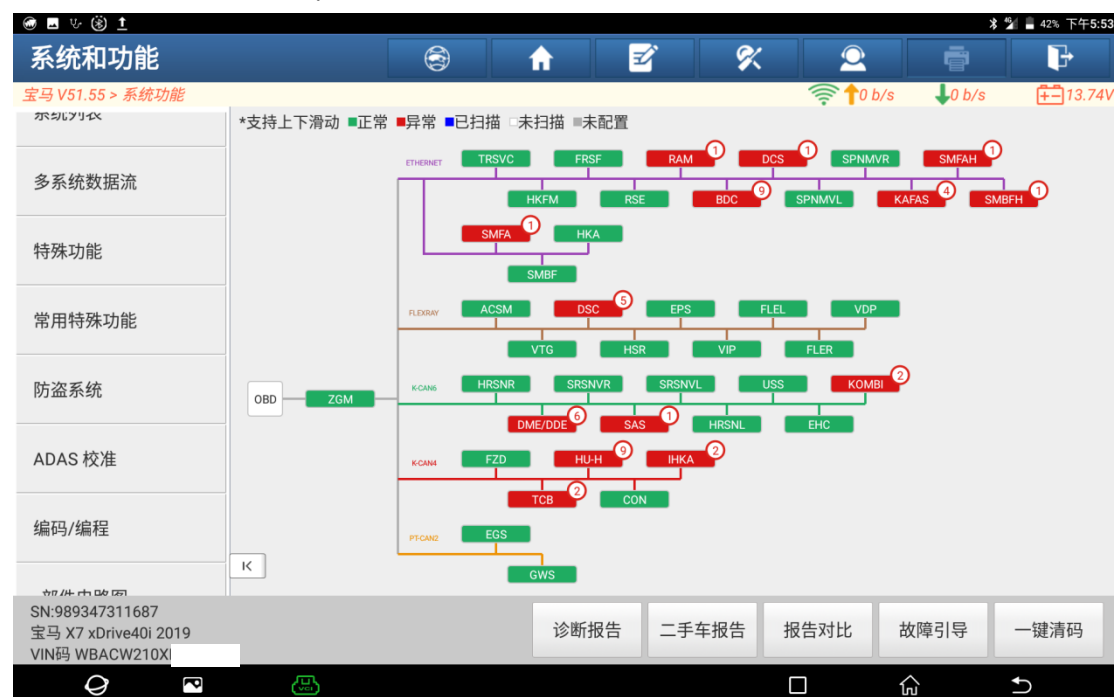 42% 下午5:53
系统和功能
宝马 V51.55 > 系统功能
0 b/s
0 b/s
13.74V
系统列表
多系统数据流
特殊功能
常用特殊功能
防盗系统
ADAS 校准
编码/编程
*支持上下滑动 ■正常 ■异常 ■已扫描 □未扫描 ■未配置
ETHERNET
TRSVC FRSF RAM 1 DCS 1 SPNMVR SMFAH 1
HKFM RSE BDC 9 SPNMVL KAFAS 4 SMBFH 1
SMFA 1 HKA
SMBF
FLEXRAY
ACSM DSC 5 EPS FLEL VDP
VTG HSR VIP FLER
OBD ZGM
K-CAN6
HRSNR SRSNVR SRSNVL USS KOMBI 2
DME/DDE 6 SAS 1 HRSNL EHC
K-CAN4
FZD HU-H 9 IHKA 2
TCB 2 CON
PT-CAN2
EGS
GWS
SN:989347311687
宝马 X7 xDrive40i 2019
VIN码 WBACW210X
诊断报告
二手车报告
报告对比
故障引导
一键清码
VCI